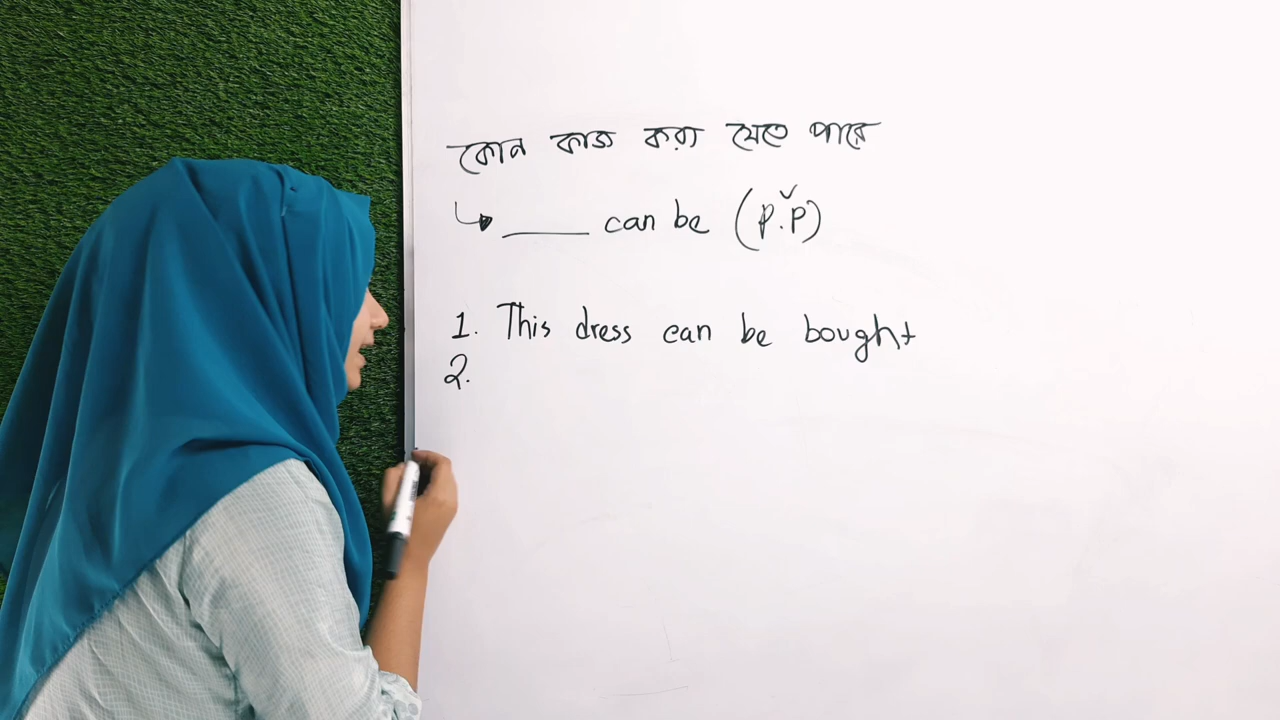 কোন কাজ করা যেতে পারে
↳ ____ can be (p.p)
1. This dress can be bought
2.